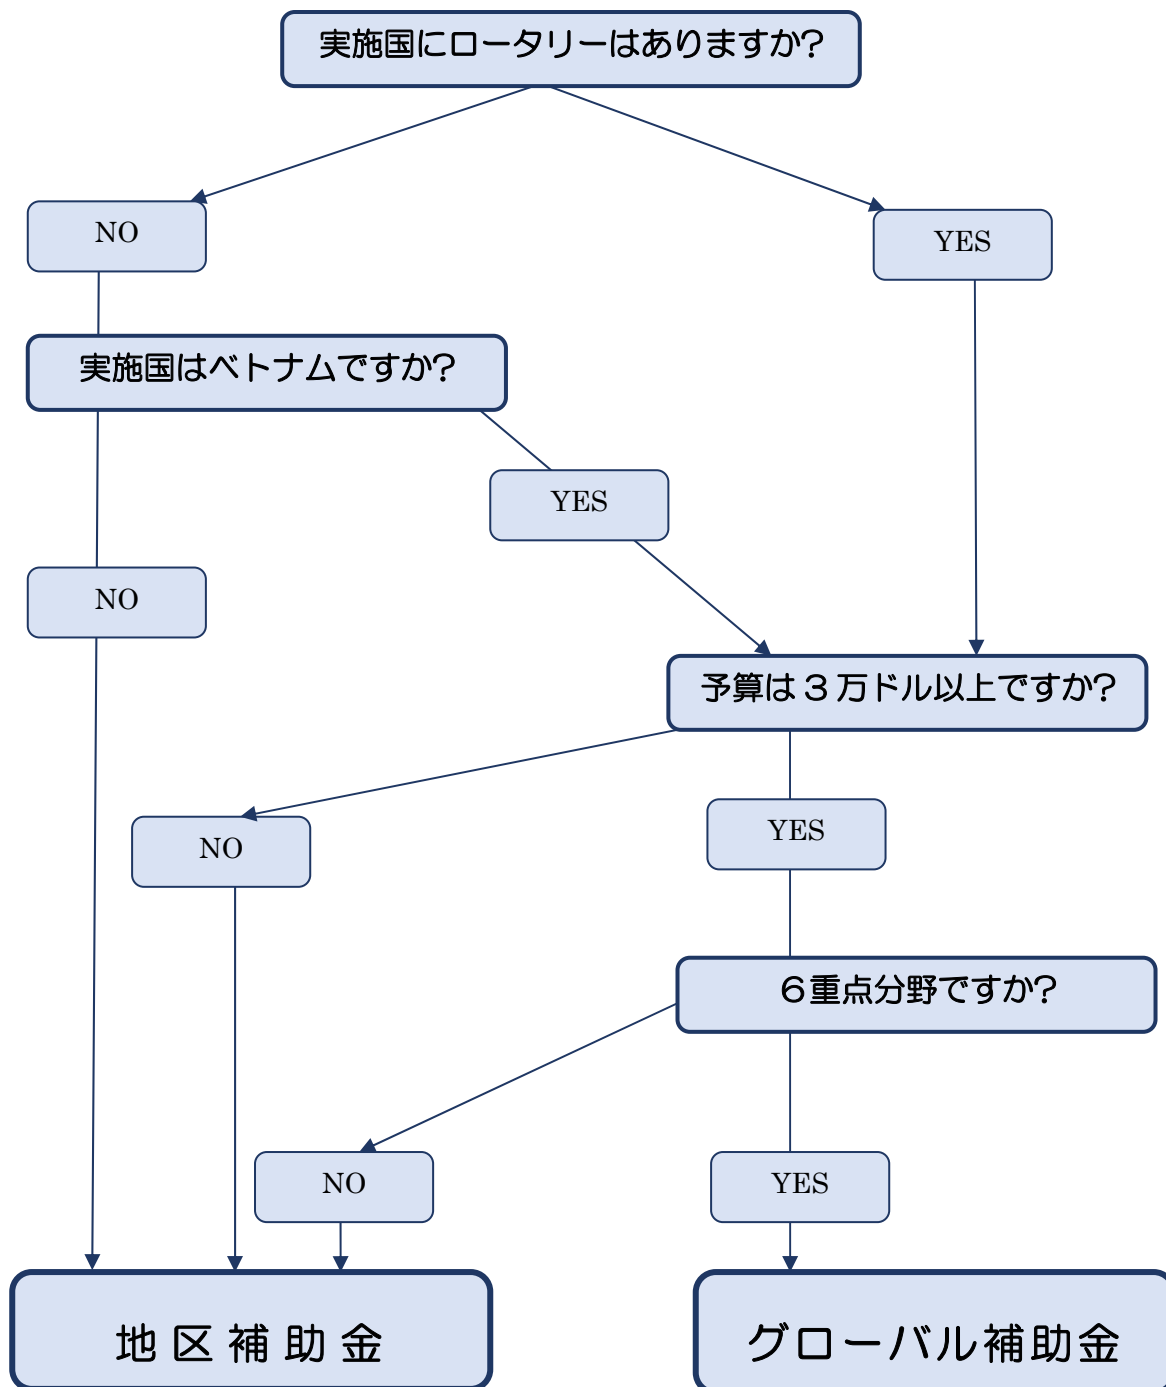 実施国にロータリーはありますか?
NO
YES
実施国はベトナムですか?
YES
NO
予算は3万ドル以上ですか?
NO
YES
6重点分野ですか?
NO
YES
地区補助金
グローバル補助金